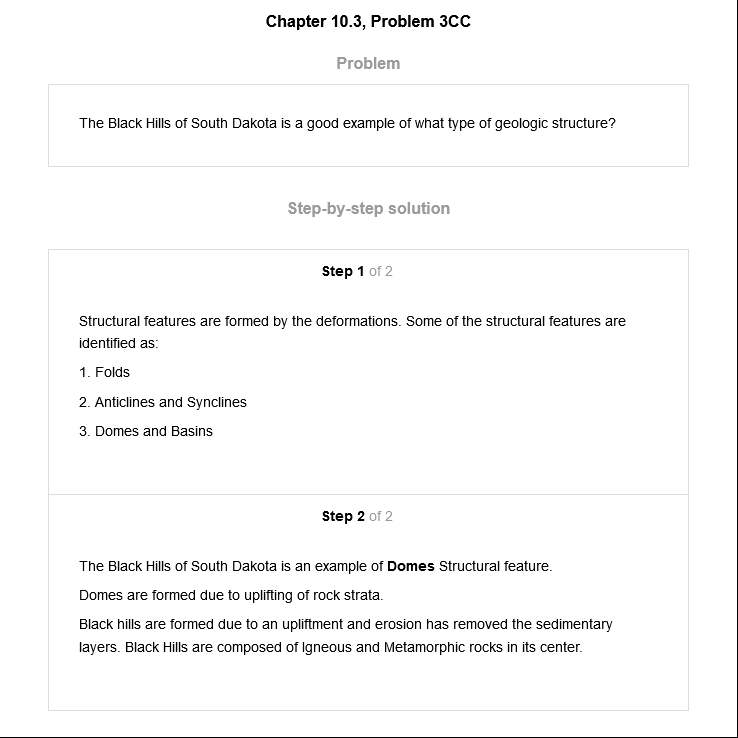 Chapter 10.3, Problem 3CC
Problem
The Black Hills of South Dakota is a good example of what type of geologic structure?
Step-by-step solution
Step 1 of 2
Structural features are formed by the deformations. Some of the structural features are
identified as:
1. Folds
2. Anticlines and Synclines
3. Domes and Basins
Step 2 of 2
The Black Hills of South Dakota is an example of Domes Structural feature.
Domes are formed due to uplifting of rock strata.
Black hills are formed due to an upliftment and erosion has removed the sedimentary
layers. Black Hills are composed of Igneous and Metamorphic rocks in its center.